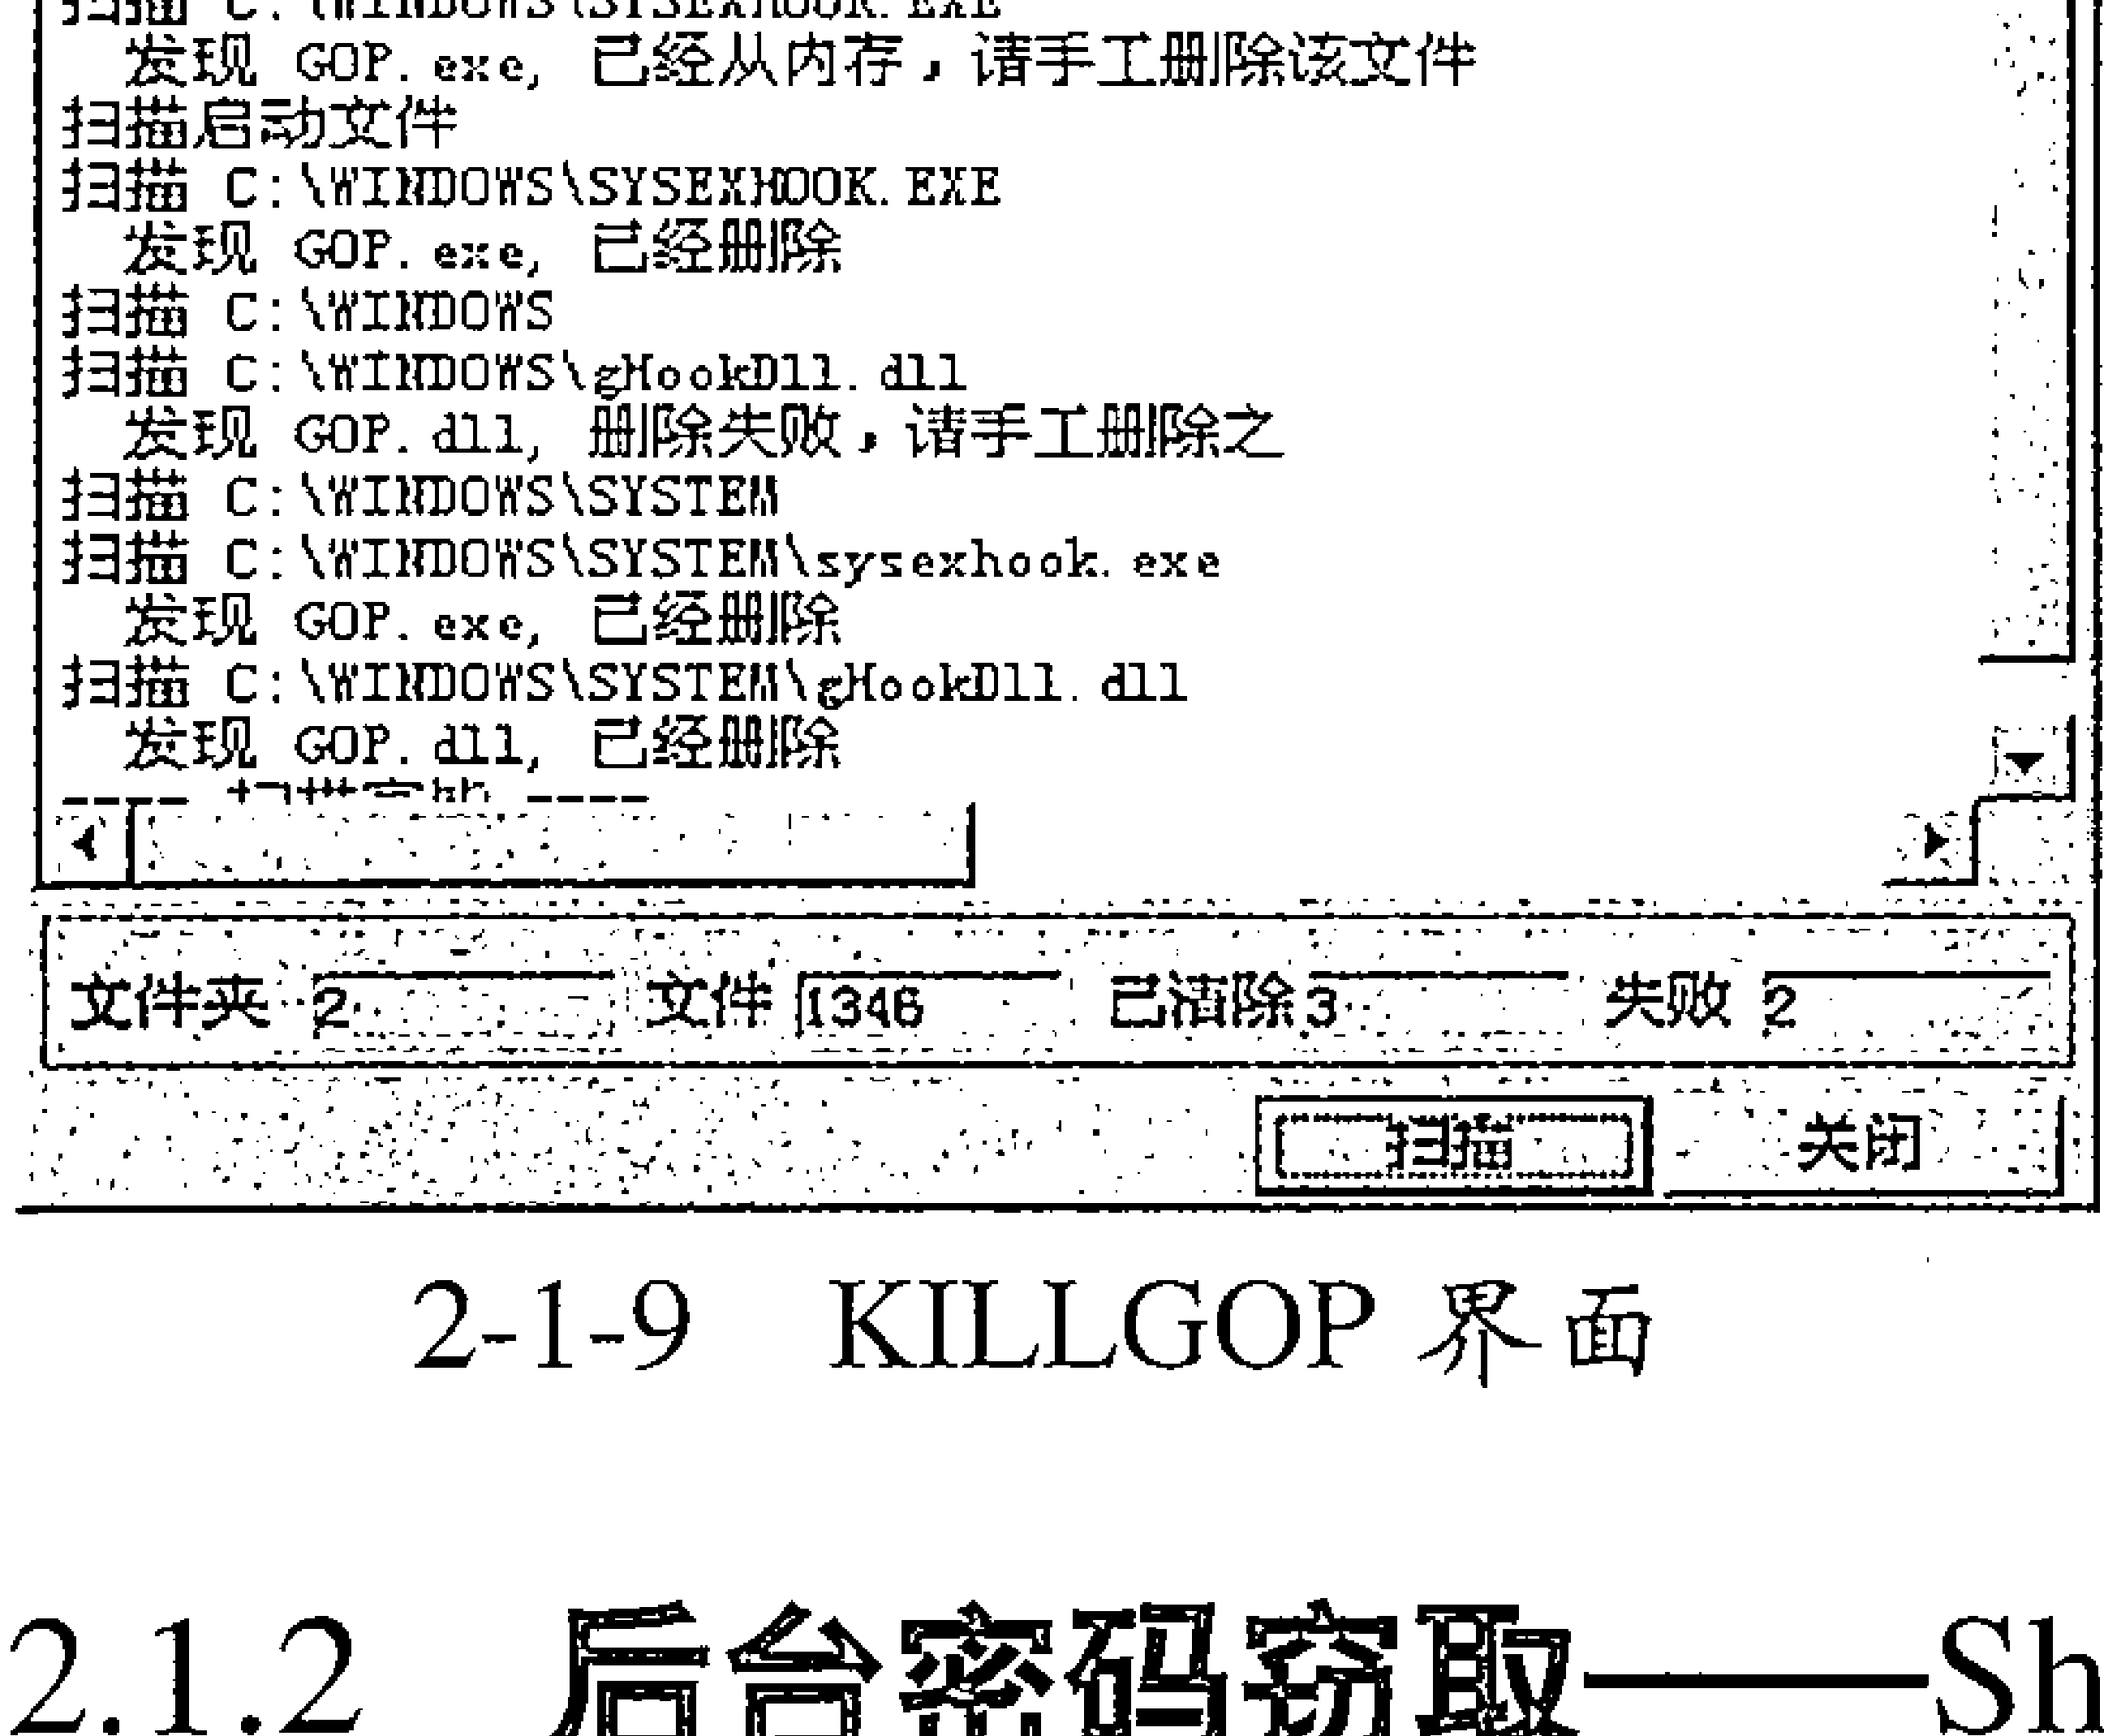 扫描 C:\WINDOWS\SYSEXHOOK.EXE
发现 GOP.exe, 已经从内存，请手工删除该文件
扫描启动文件
扫描 C:\WINDOWS\SYSEXHOOK.EXE
发现 GOP.exe, 已经删除
扫描 C:\WINDOWS
扫描 C:\WINDOWS\gHookDll.dll
发现 GOP.dll, 删除失败，请手工删除之
扫描 C:\WINDOWS\SYSTEM
扫描 C:\WINDOWS\SYSTEM\sysexhook.exe
发现 GOP.exe, 已经删除
扫描 C:\WINDOWS\SYSTEM\gHookDll.dll
发现 GOP.dll, 已经删除
文件夹 2 文件 1346 已清除 3 失败 2
扫描 关闭
2-1-9 KILLGOP 界面
2.1.2 后台密码窃取——Sh